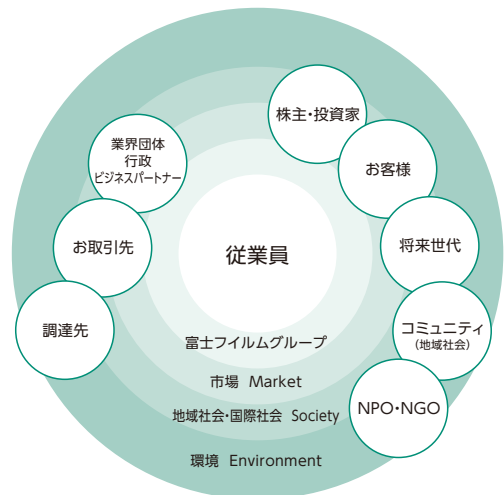 株主・投資家
業界団体
行政
ビジネスパートナー
お客様
お取引先
従業員
将来世代
調達先
コミュニティ
(地域社会)
富士フイルムグループ
市場 Market
NPO・NGO
地域社会・国際社会 Society
環境 Environment